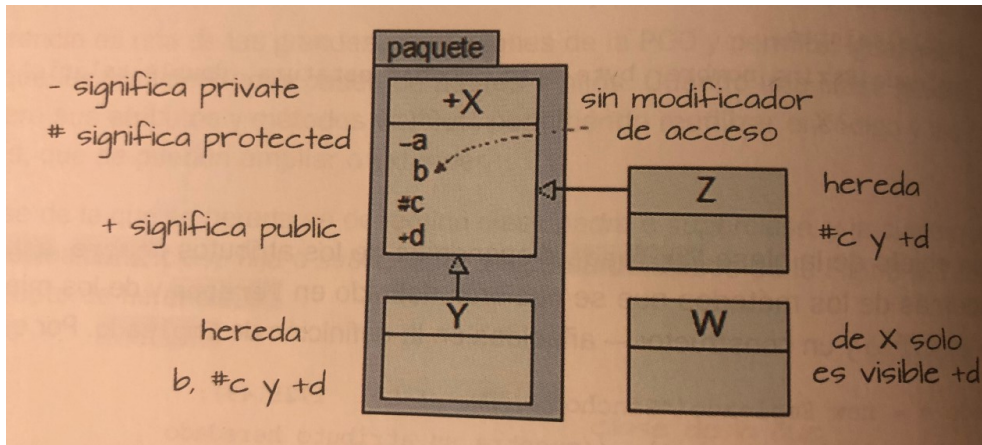 paquete
- significa private
# significa protected
+ significa public
+X
-a
b
#c
+d
sin modificador
de acceso
Z
hereda
#c y +d
Y
hereda
b, #c y +d
W
de X solo
es visible +d